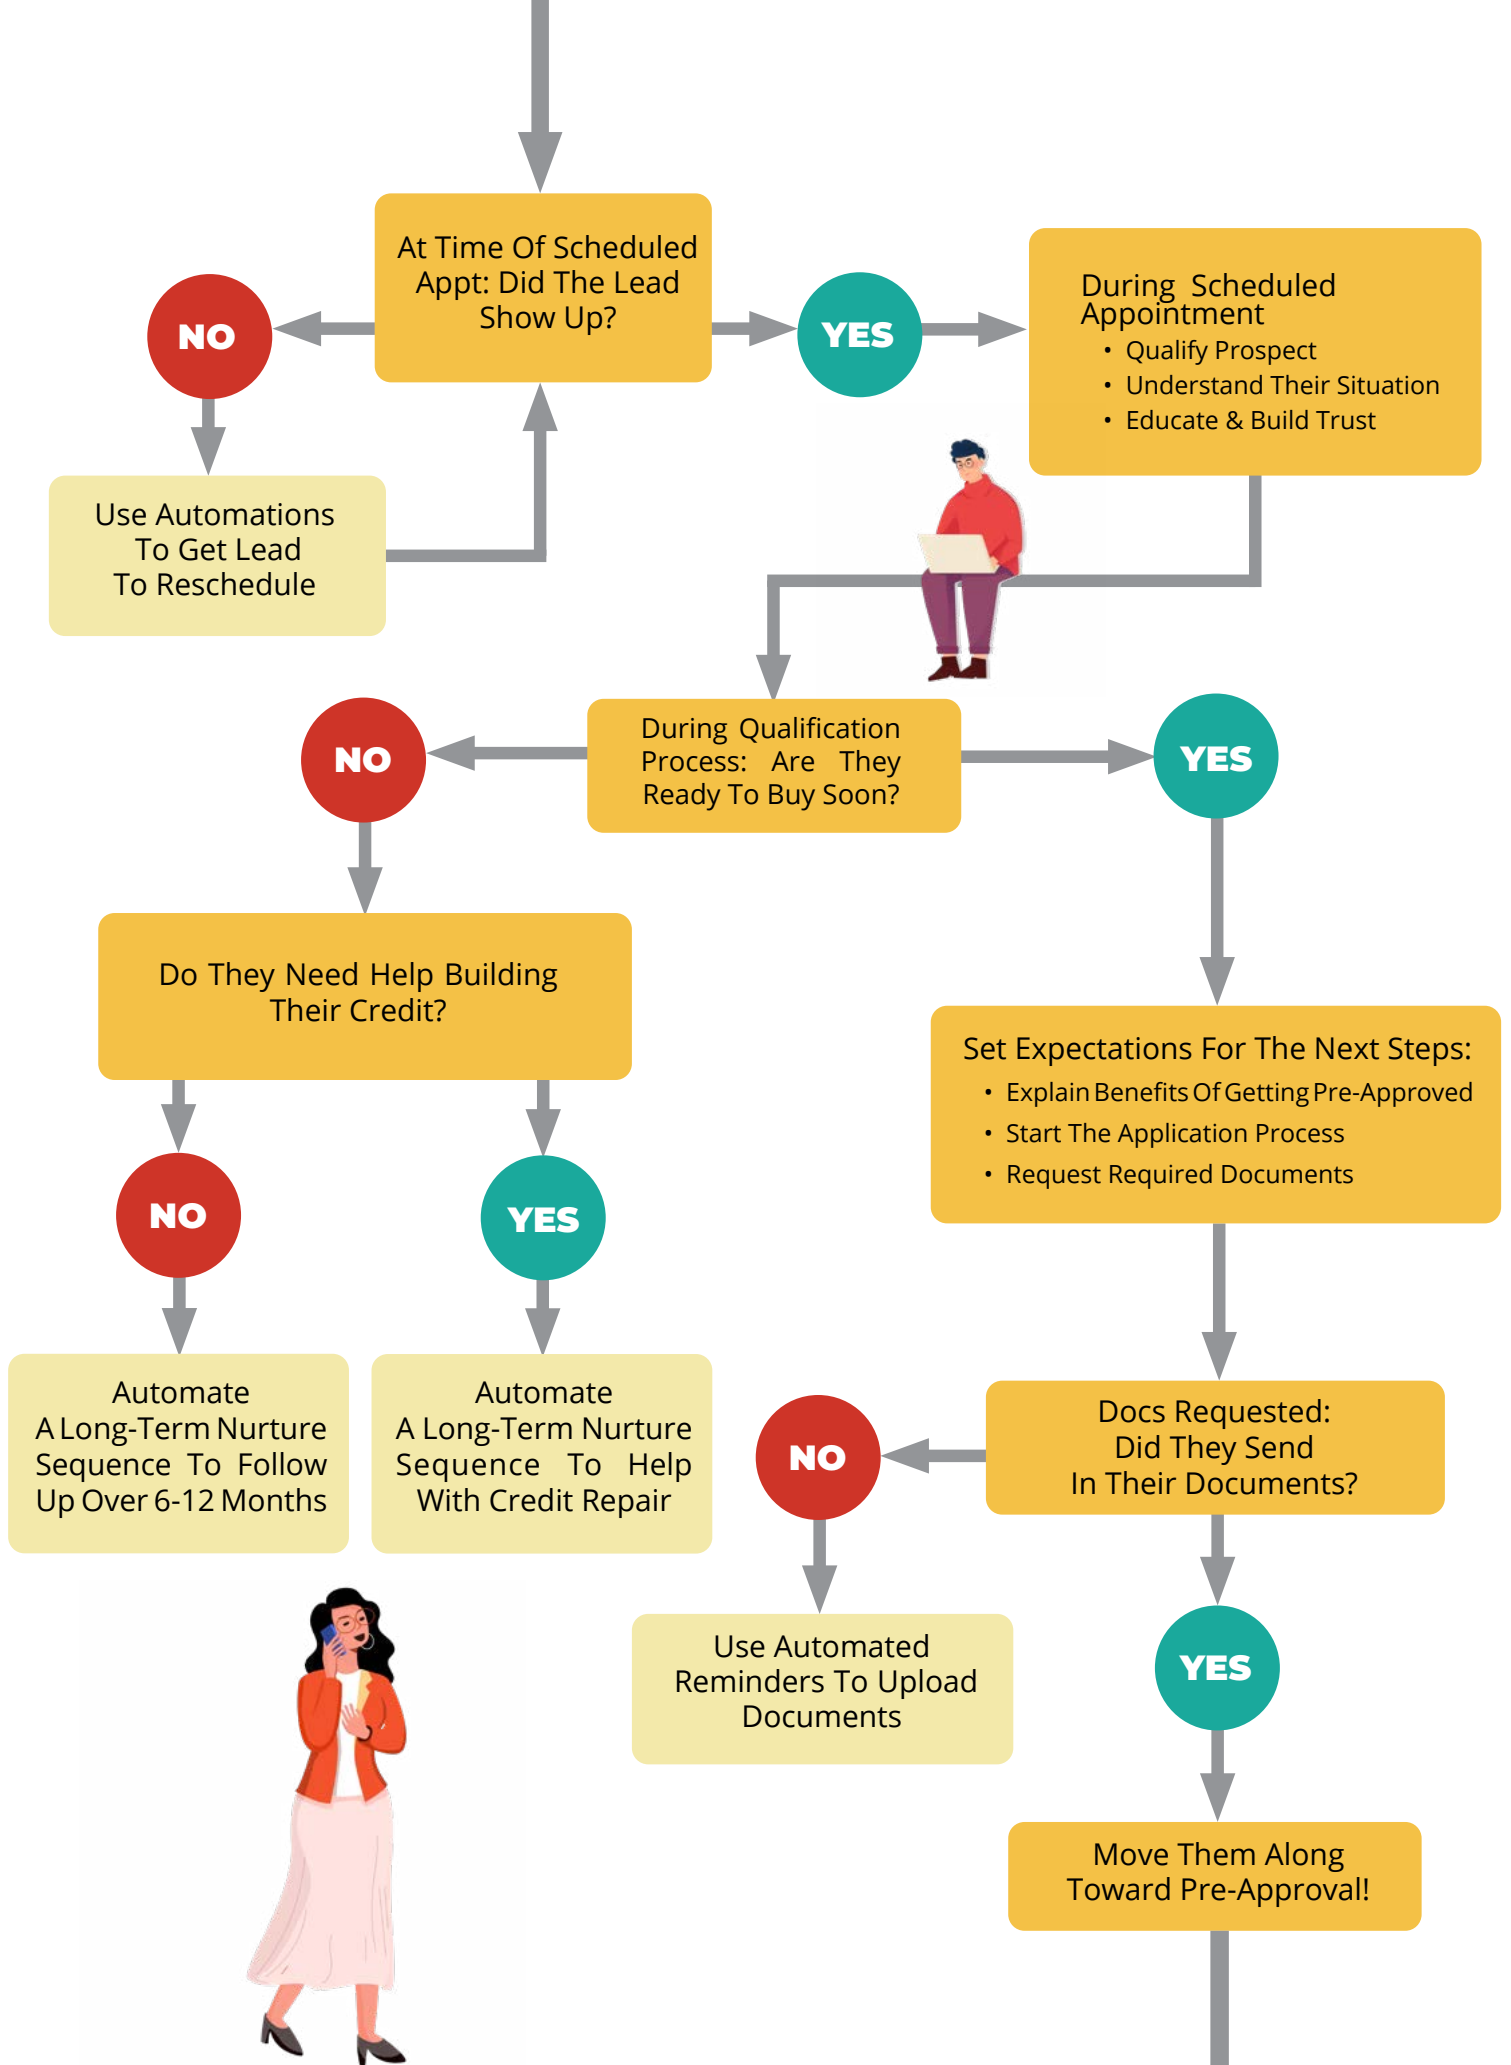 At Time Of Scheduled
Appt: Did The Lead
Show Up?
NO
YES
During Scheduled
Appointment
• Qualify Prospect
• Understand Their Situation
• Educate & Build Trust
Use Automations
To Get Lead
To Reschedule
During Qualification
Process: Are They
Ready To Buy Soon?
NO
YES
Do They Need Help Building
Their Credit?
Set Expectations For The Next Steps:
• Explain Benefits Of Getting Pre-Approved
• Start The Application Process
• Request Required Documents
NO
YES
Automate
A Long-Term Nurture
Sequence To Follow
Up Over 6-12 Months
Automate
A Long-Term Nurture
Sequence To Help
With Credit Repair
Docs Requested:
Did They Send
In Their Documents?
NO
Use Automated
Reminders To Upload
Documents
YES
Move Them Along
Toward Pre-Approval!